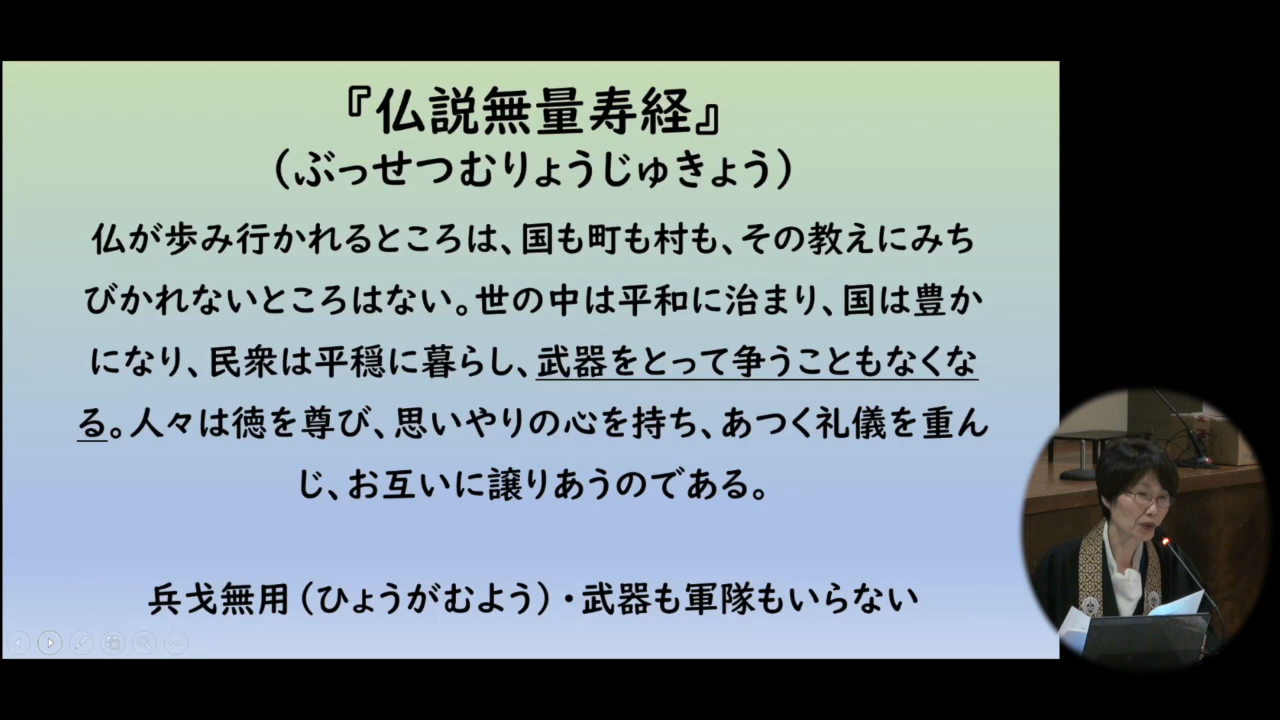 『仏説無量寿経』
（ぶっせつむりょうじゅきょう）
仏が歩み行かれるところは、国も町も村も、その教えにみち
びかれないところはない。世の中は平和に治まり、国は豊か
になり、民衆は平穏に暮らし、武器をとって争うこともなくな
る。人々は徳を尊び、思いやりの心を持ち、あつく礼儀を重ん
じ、お互いに譲りあうのである。
兵戈無用（ひょうがむよう）・武器も軍隊もいらない